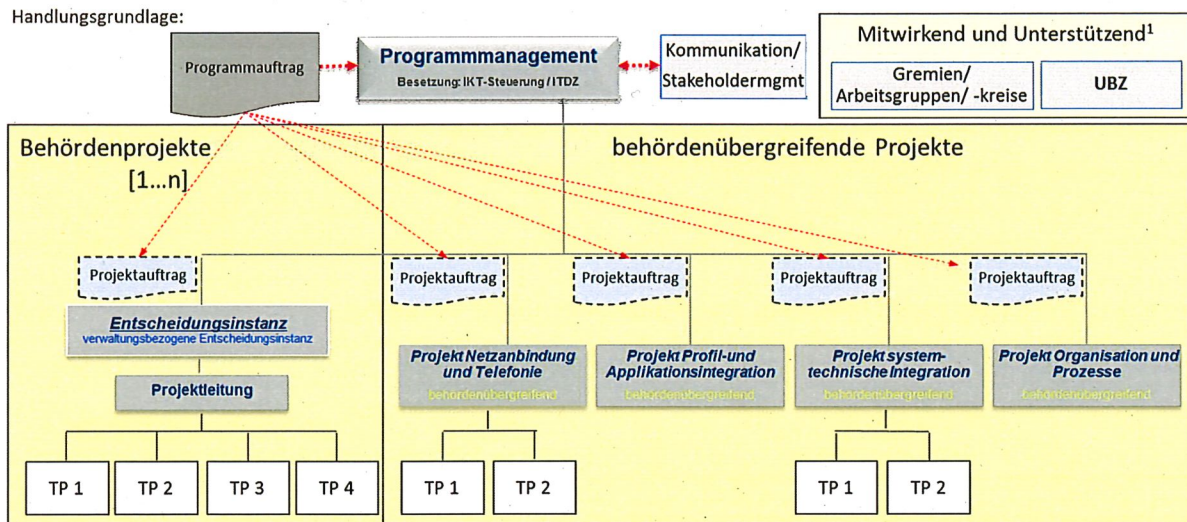 Handlungsgrundlage:
Programmauftrag
Programmmanagement
Besetzung: IKT-Steuerung / ITDZ
Kommunikation/
Stakeholdermgmt
Mitwirkend und Unterstützend¹
Gremien/
Arbeitsgruppen/ -kreise
UBZ
Behördenprojekte
[1...n]
behördenübergreifende Projekte
Projektauftrag
Projektauftrag
Projektauftrag
Projektauftrag
Projektauftrag
Entscheidungsinstanz
verwaltungsbezogene Entscheidungsinstanz
Projektleitung
TP 1
TP 2
TP 3
TP 4
Projekt Netzanbindung
und Telefonie
behördenübergreifend
Projekt Profil-und
Applikationsintegration
behördenübergreifend
Projekt system-
technische Integration
behördenübergreifend
Projekt Organisation und
Prozesse
behördenübergreifend
TP 1
TP 2
TP 1
TP 2